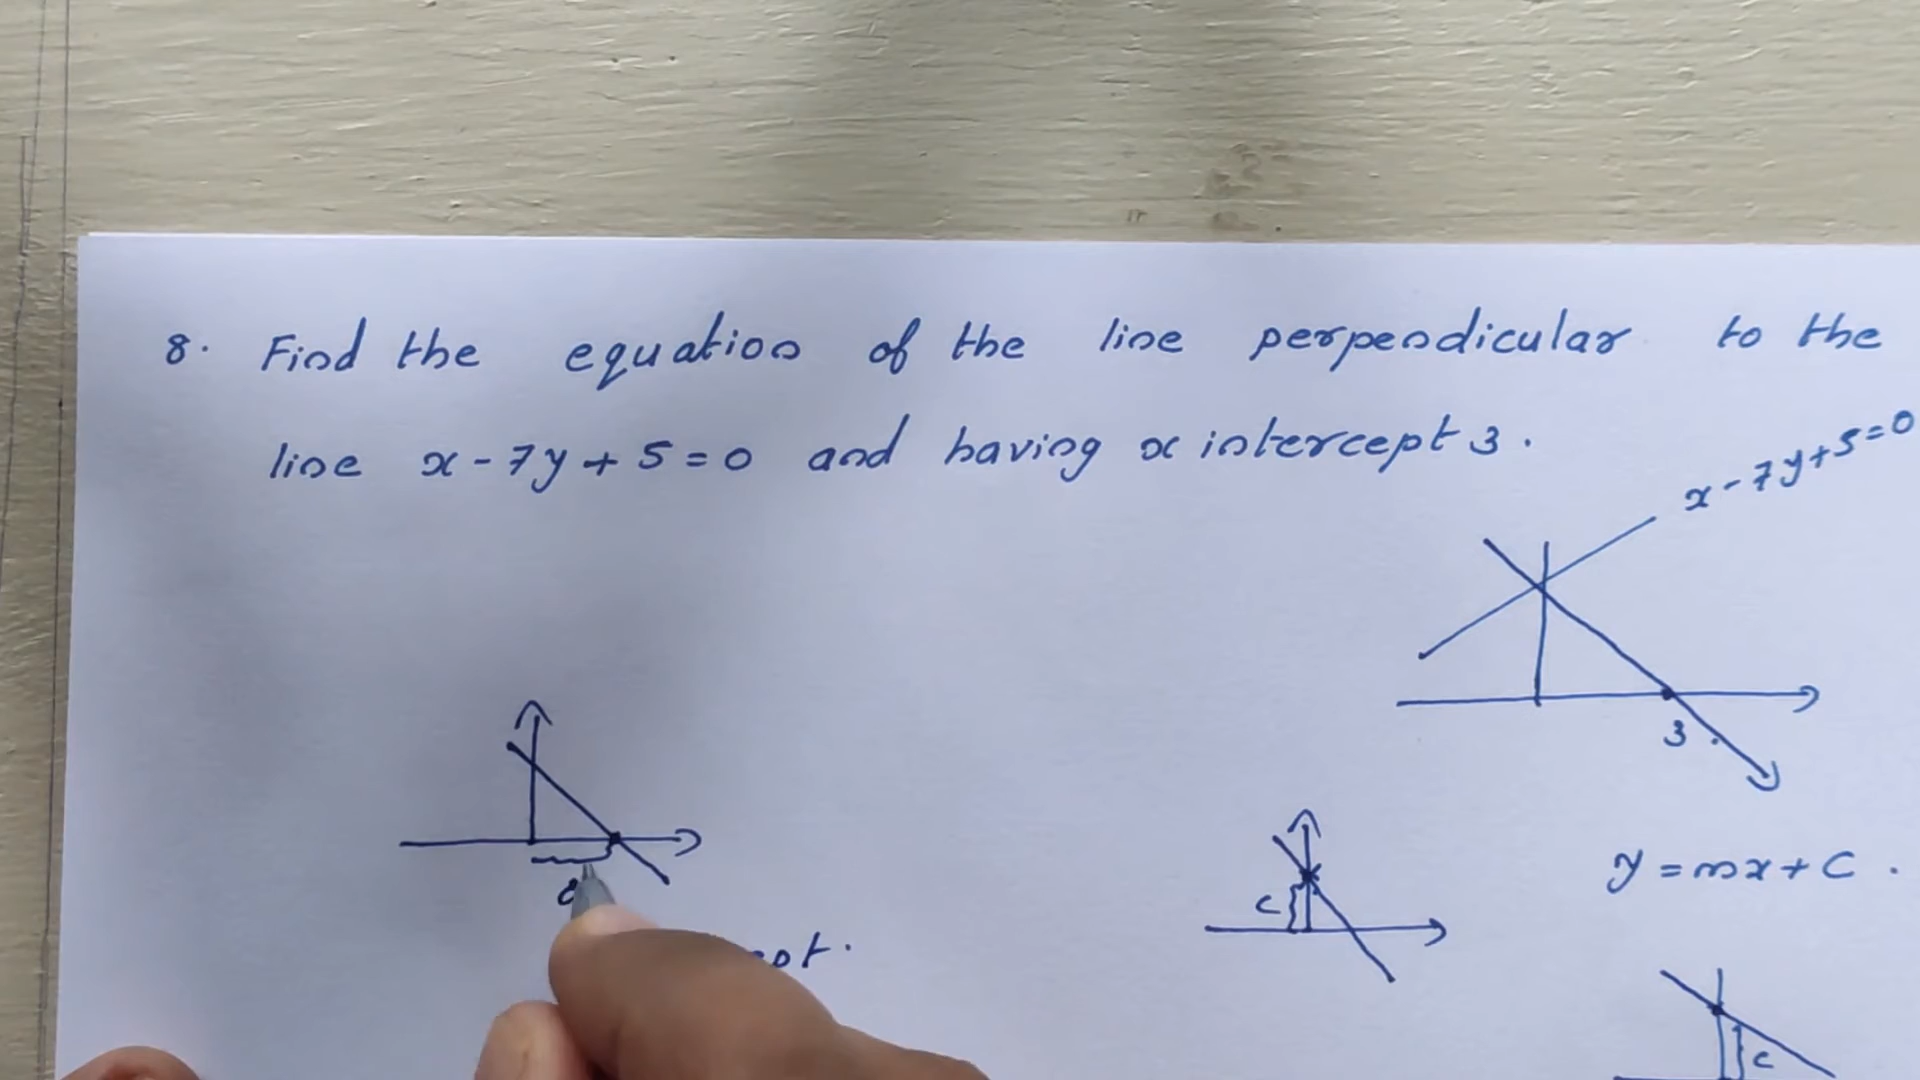 8. Find the equation of the line perpendicular to the
line x - 7y + 5 = 0 and having x intercept 3.
x - 7y + 5 = 0
3
y = mx + C.
C
C